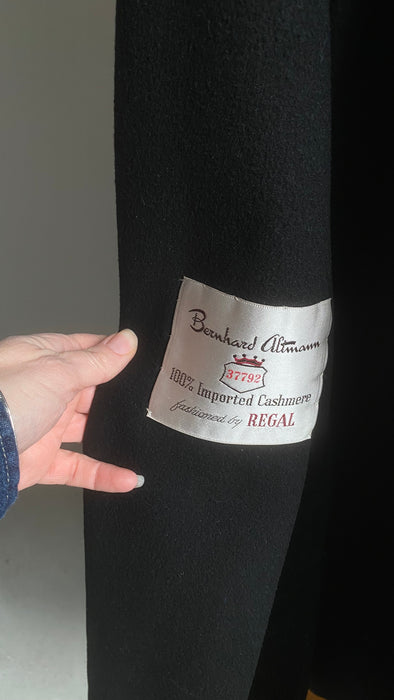 Bernhard Altmann
37792
100% Imported Cashmere
fashioned by REGAL